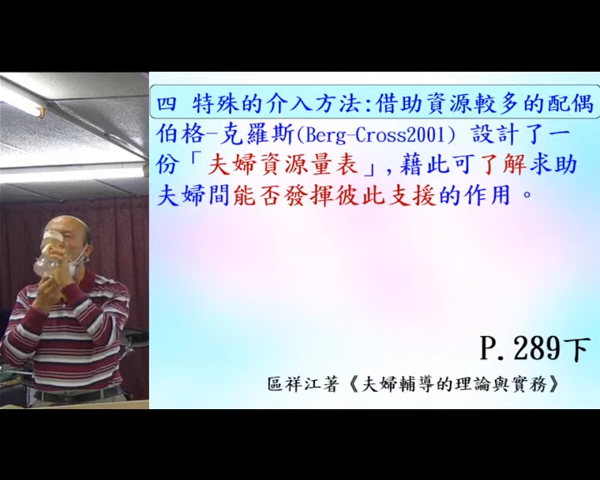 四 特殊的介入方法:借助資源較多的配偶
伯格-克羅斯(Berg-Cross2001) 設計了一
份「夫婦資源量表」,藉此可了解求助
夫婦間能否發揮彼此支援的作用。
P.289下
區祥江著《夫婦輔導的理論與實務》